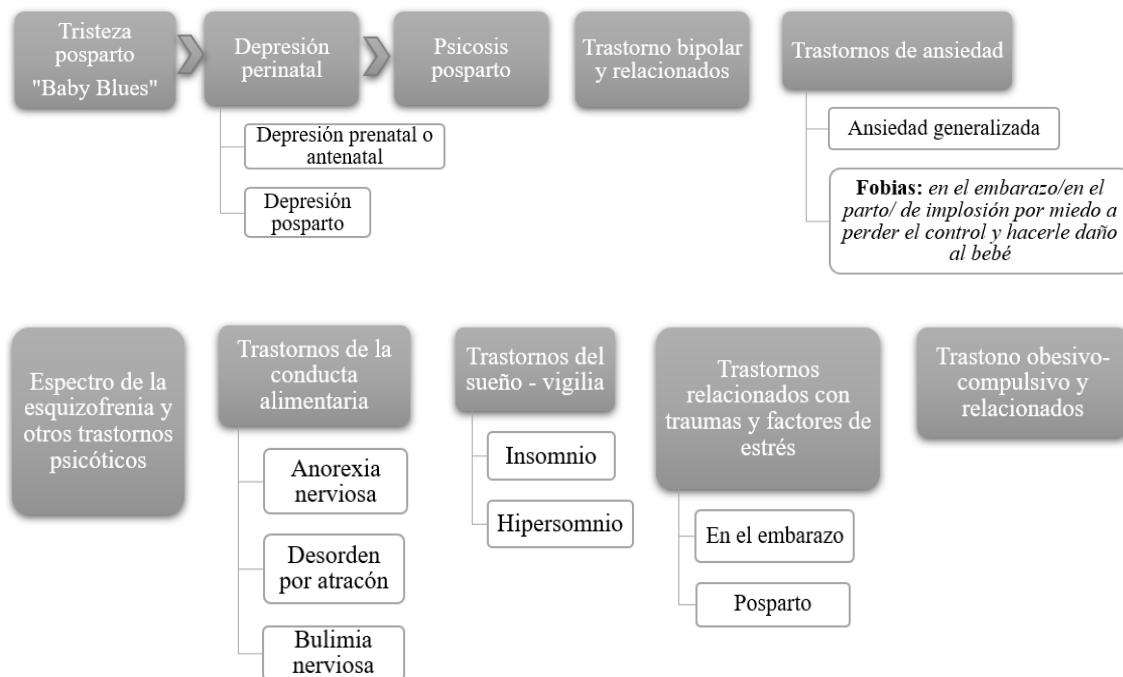 Tristeza
posparto
"Baby Blues"
Depresión
perinatal
Depresión prenatal o
antenatal
Depresión
posparto
Psicosis
posparto
Trastorno bipolar
y relacionados
Trastornos de ansiedad
Ansiedad generalizada
Fobias: en el embarazo/en el
parto/ de implosión por miedo a
perder el control y hacerle daño
al bebé
Espectro de la
esquizofrenia y
otros trastornos
psicóticos
Trastornos de la
conducta
alimentaria
Anorexia
nerviosa
Desorden
por atracón
Bulimia
nerviosa
Trastornos del
sueño - vigilia
Insomnio
Hipersomnio
Trastornos
relacionados con
traumas y factores de
estrés
En el embarazo
Posparto
Trastono obesivo-
compulsivo y
relacionados